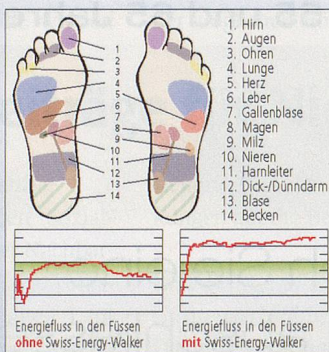 1
2
3
4
5
6
7
8
9
10
11
12
13
14
1. Hirn
2. Augen
3. Ohren
4. Lunge
5. Herz
6. Leber
7. Gallenblase
8. Magen
9. Milz
10. Nieren
11. Harnleiter
12. Dick-/Dünndarm
13. Blase
14. Becken
Energiefluss in den Füssen
ohne Swiss-Energy-Walker
Energiefluss in den Füssen
mit Swiss-Energy-Walker